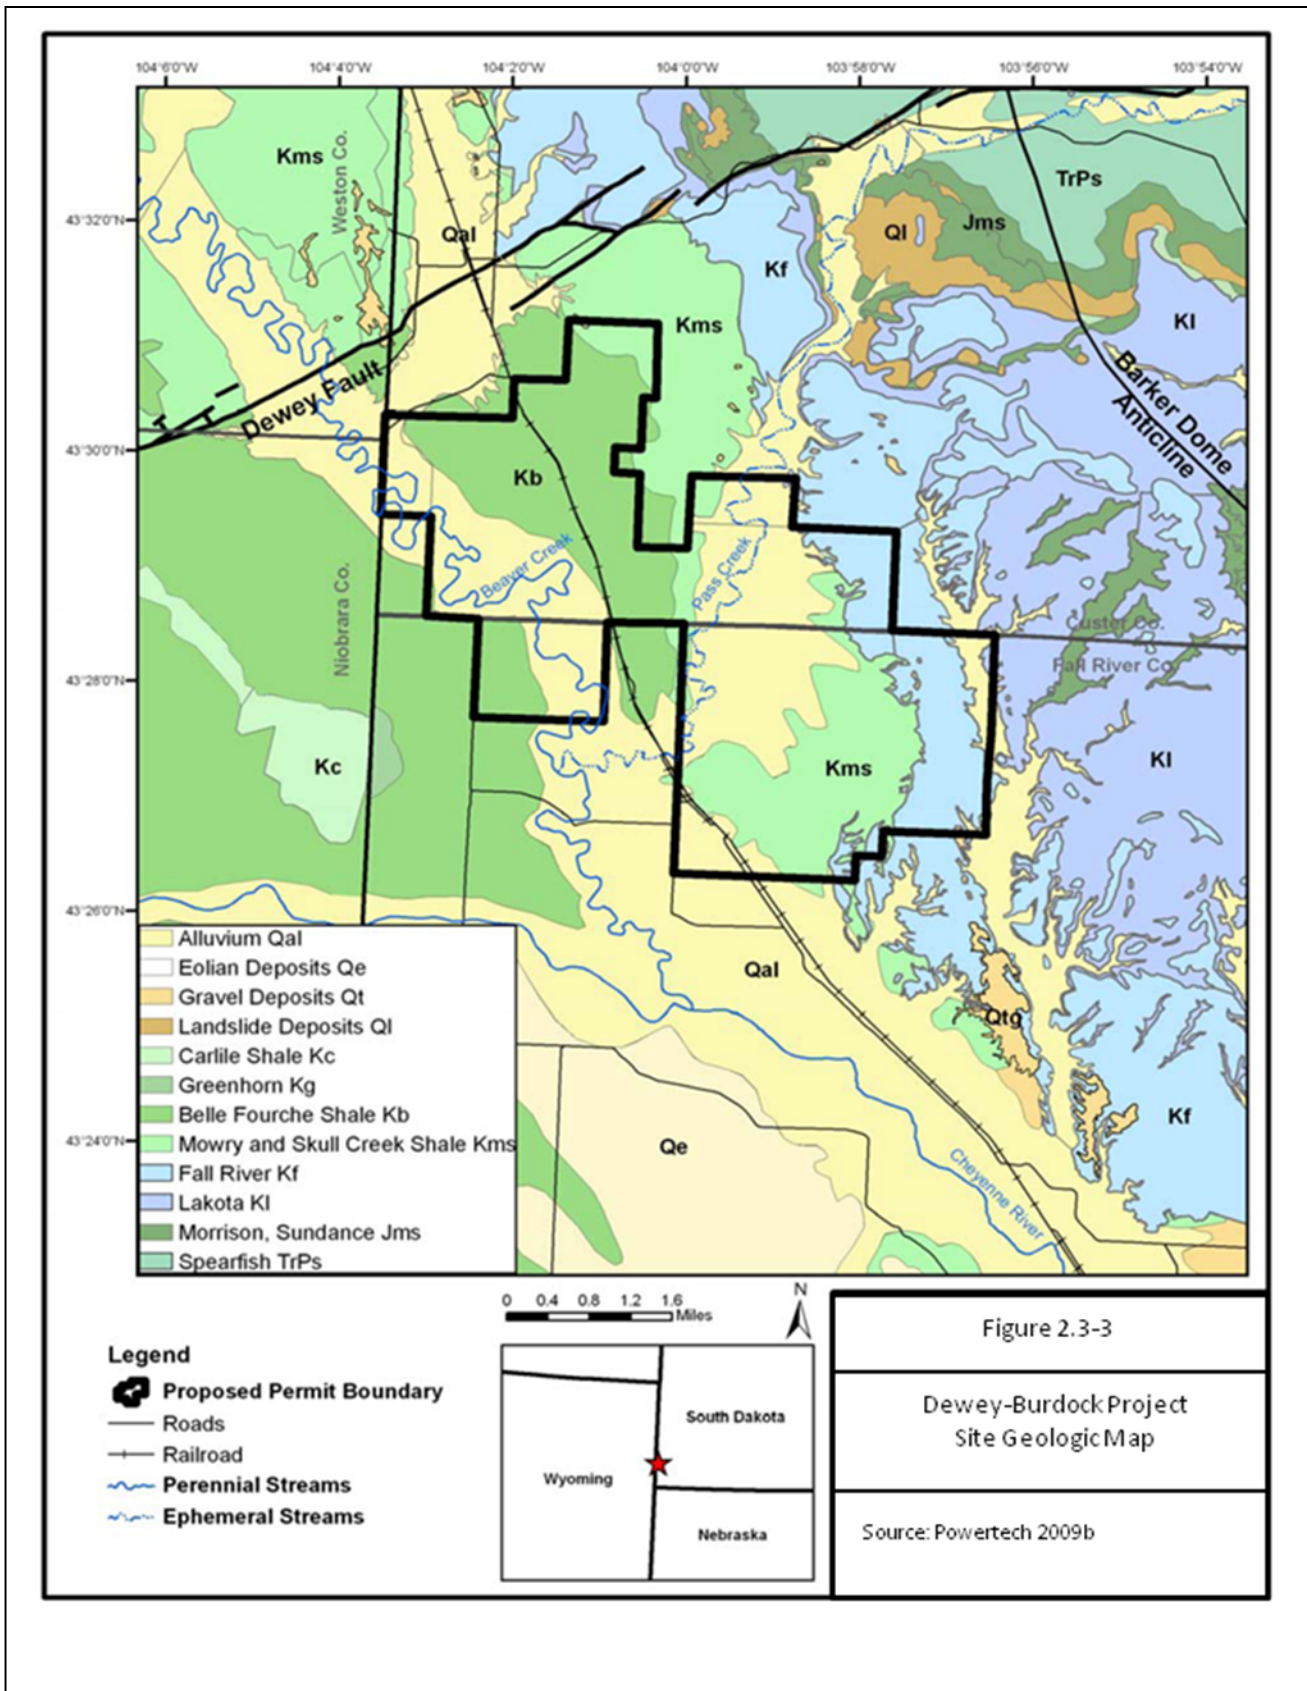 104°6'0"W 104°4'0"W 104°2'0"W 104°0'0"W 103°58'0"W 103°56'0"W 103°54'0"W
43°32'0"N
43°30'0"N
43°28'0"N
43°26'0"N
43°24'0"N
Kms
Weston Co.
Qal
Kms
Kf
Ql
Jms
TrPs
Kl
Dewey Fault
Barker Dome
Anticline
Kb
Beaver Creek
Pass Creek
Niobrara Co.
Custer Co.
Fall River Co.
Kc
Kms
Kl
Qal
Qtg
Kf
Qe
Cheyenne River
Alluvium Qal
Eolian Deposits Qe
Gravel Deposits Qt
Landslide Deposits Ql
Carlile Shale Kc
Greenhorn Kg
Belle Fourche Shale Kb
Mowry and Skull Creek Shale Kms
Fall River Kf
Lakota Kl
Morrison, Sundance Jms
Spearfish TrPs
0 0.4 0.8 1.2 1.6
Miles
N
Legend
Proposed Permit Boundary
Roads
Railroad
Perennial Streams
Ephemeral Streams
South Dakota
Wyoming
Nebraska
Figure 2.3-3
Dewey-Burdock Project
Site Geologic Map
Source: Powertech 2009b